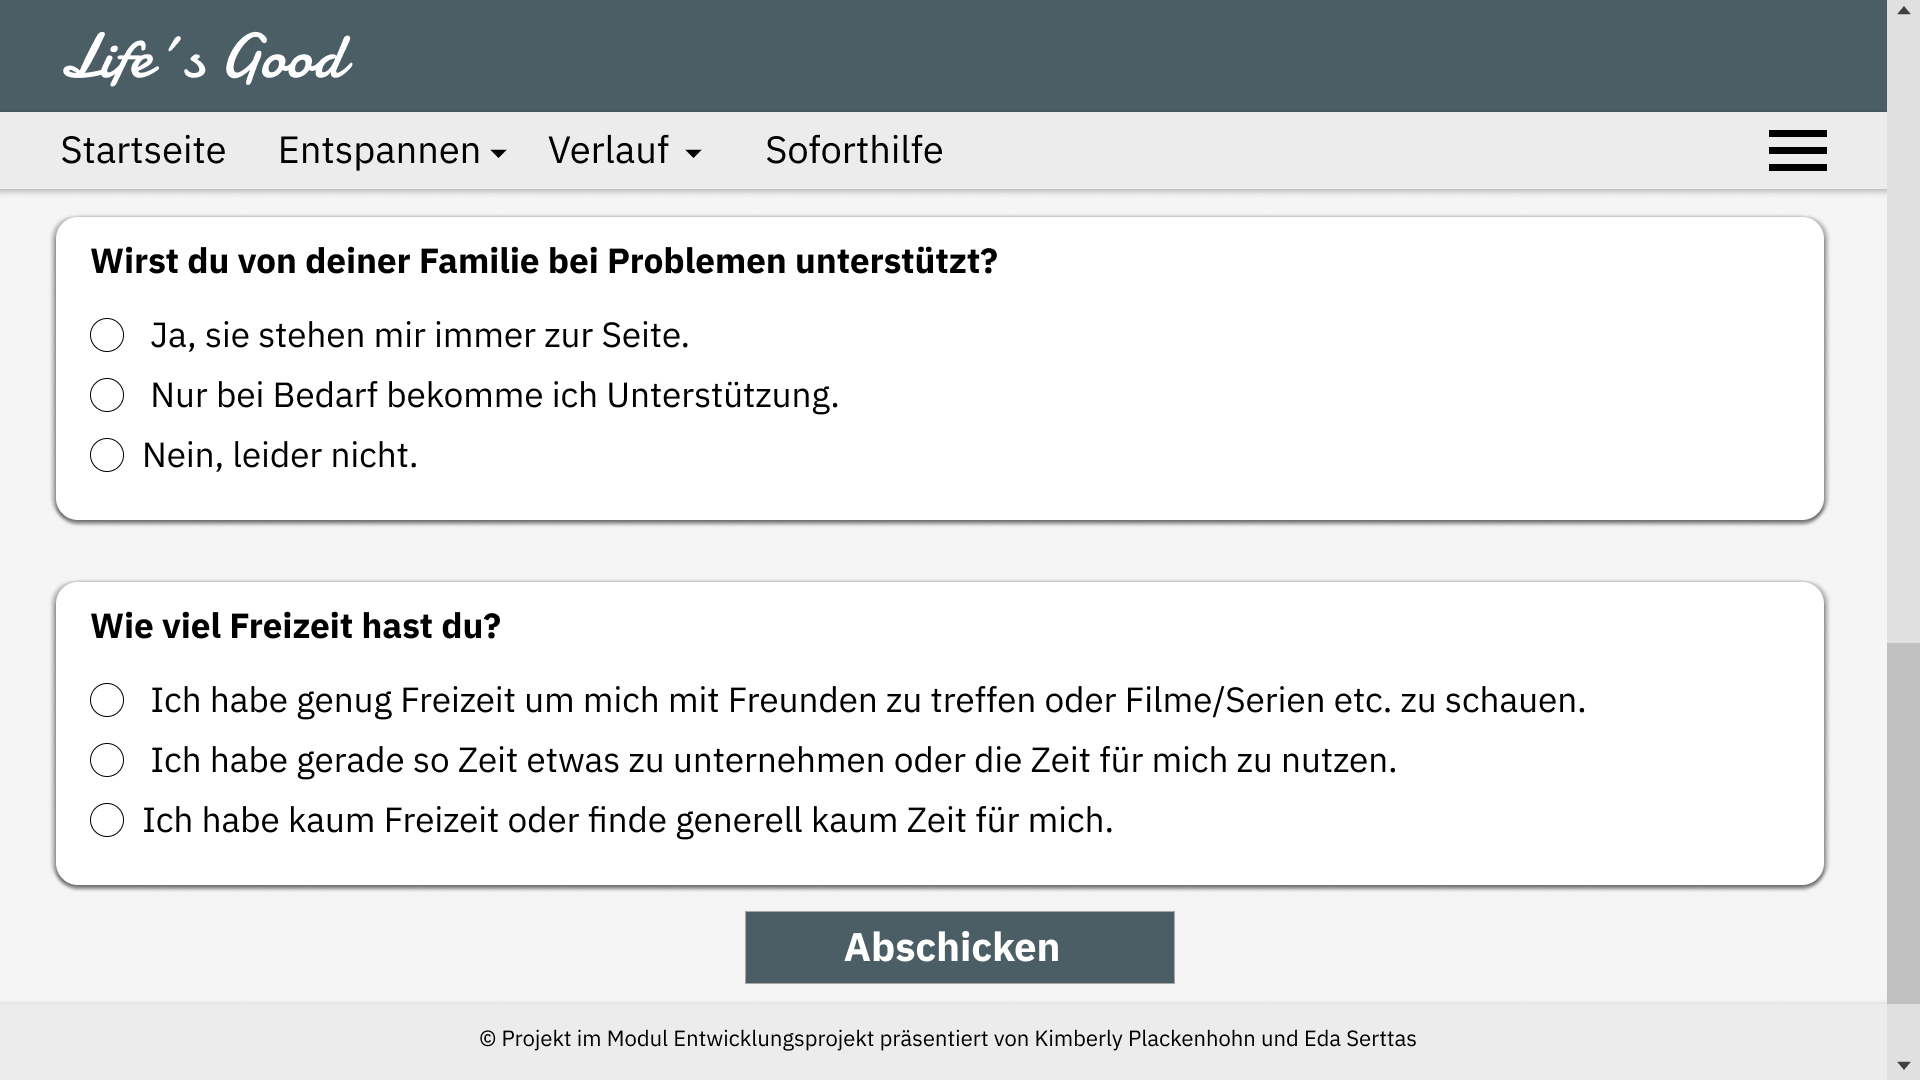 Life´s Good
Startseite Entspannen Verlauf Soforthilfe
Wirst du von deiner Familie bei Problemen unterstützt?
Ja, sie stehen mir immer zur Seite.
Nur bei Bedarf bekomme ich Unterstützung.
Nein, leider nicht.
Wie viel Freizeit hast du?
Ich habe genug Freizeit um mich mit Freunden zu treffen oder Filme/Serien etc. zu schauen.
Ich habe gerade so Zeit etwas zu unternehmen oder die Zeit für mich zu nutzen.
Ich habe kaum Freizeit oder finde generell kaum Zeit für mich.
Abschicken
© Projekt im Modul Entwicklungsprojekt präsentiert von Kimberly Plackenhohn und Eda Serttas